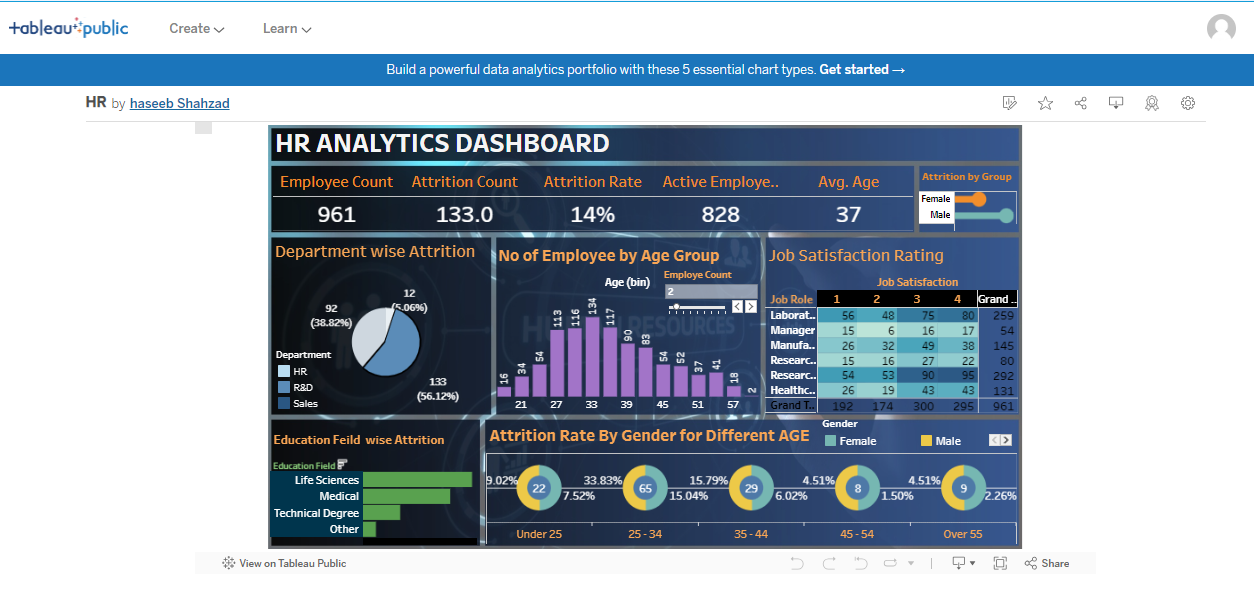 tableau public Create Learn
Build a powerful data analytics portfolio with these 5 essential chart types. Get started →
HR by haseeb Shahzad
HR ANALYTICS DASHBOARD
Employee Count Attrition Count Attrition Rate Active Employe.. Avg. Age
961 133.0 14% 828 37
Attrition by Group
Female
Male
Department wise Attrition
12
(5.06%)
92
(38.82%)
133
(56.12%)
Department
HR
R&D
Sales
No of Employee by Age Group
Age (bin)
Employe Count
2
16 34 54 113 116 134 117 90 83 54 52 37 41 18 2
21 27 33 39 45 51 57
Job Satisfaction Rating
Job Satisfaction
Job Role 1 2 3 4 Grand ..
Laborat.. 56 48 75 80 259
Manager 15 6 16 17 54
Manufa.. 26 32 49 38 145
Researc.. 15 16 27 22 80
Researc.. 54 53 90 95 292
Healthc.. 26 19 43 43 131
Grand T.. 192 174 300 295 961
Education Feild wise Attrition
Education Field
Life Sciences
Medical
Technical Degree
Other
Attrition Rate By Gender for Different AGE
Gender
Female Male
9.02% 22 7.52% 33.83% 65 15.04% 15.79% 29 6.02% 4.51% 8 1.50% 4.51% 9 2.26%
Under 25 25 - 34 35 - 44 45 - 54 Over 55
View on Tableau Public Share